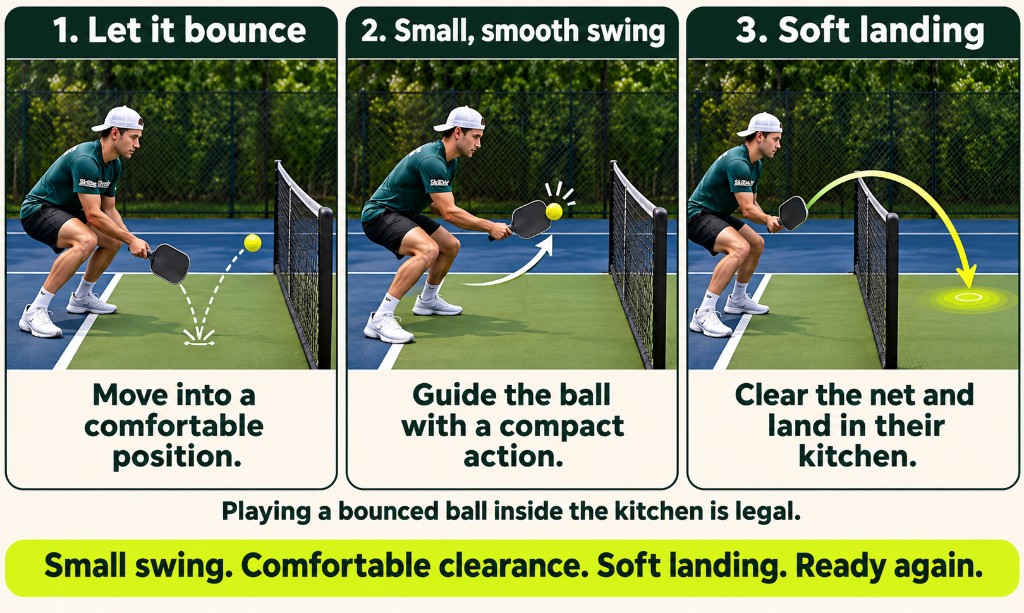 1. Let it bounce
Move into a
comfortable
position.
2. Small, smooth swing
Guide the ball
with a compact
action.
3. Soft landing
Clear the net and
land in their
kitchen.
Playing a bounced ball inside the kitchen is legal.
Small swing. Comfortable clearance. Soft landing. Ready again.